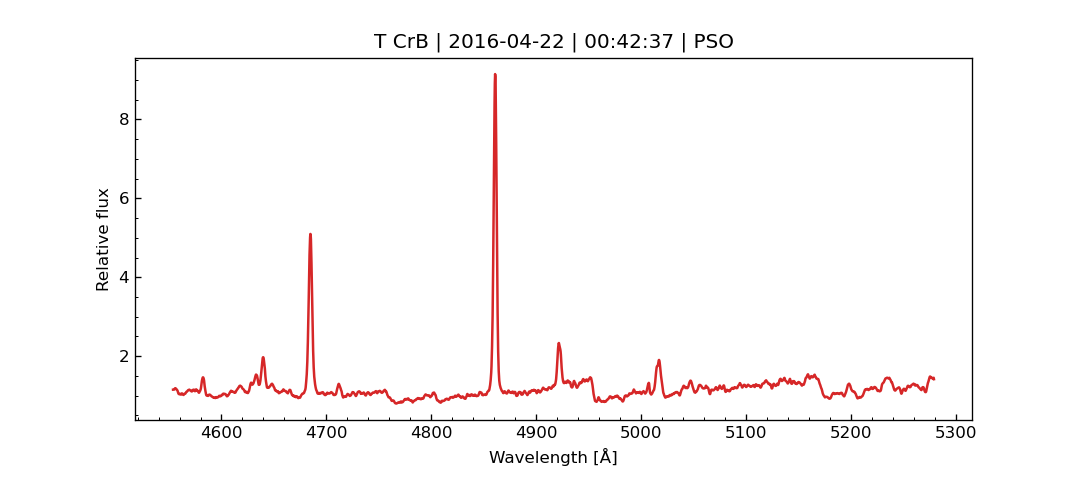 T CrB | 2016-04-22 | 00:42:37 | PSO
Relative flux
8
6
4
2
4600 4700 4800 4900 5000 5100 5200 5300
Wavelength [Å]